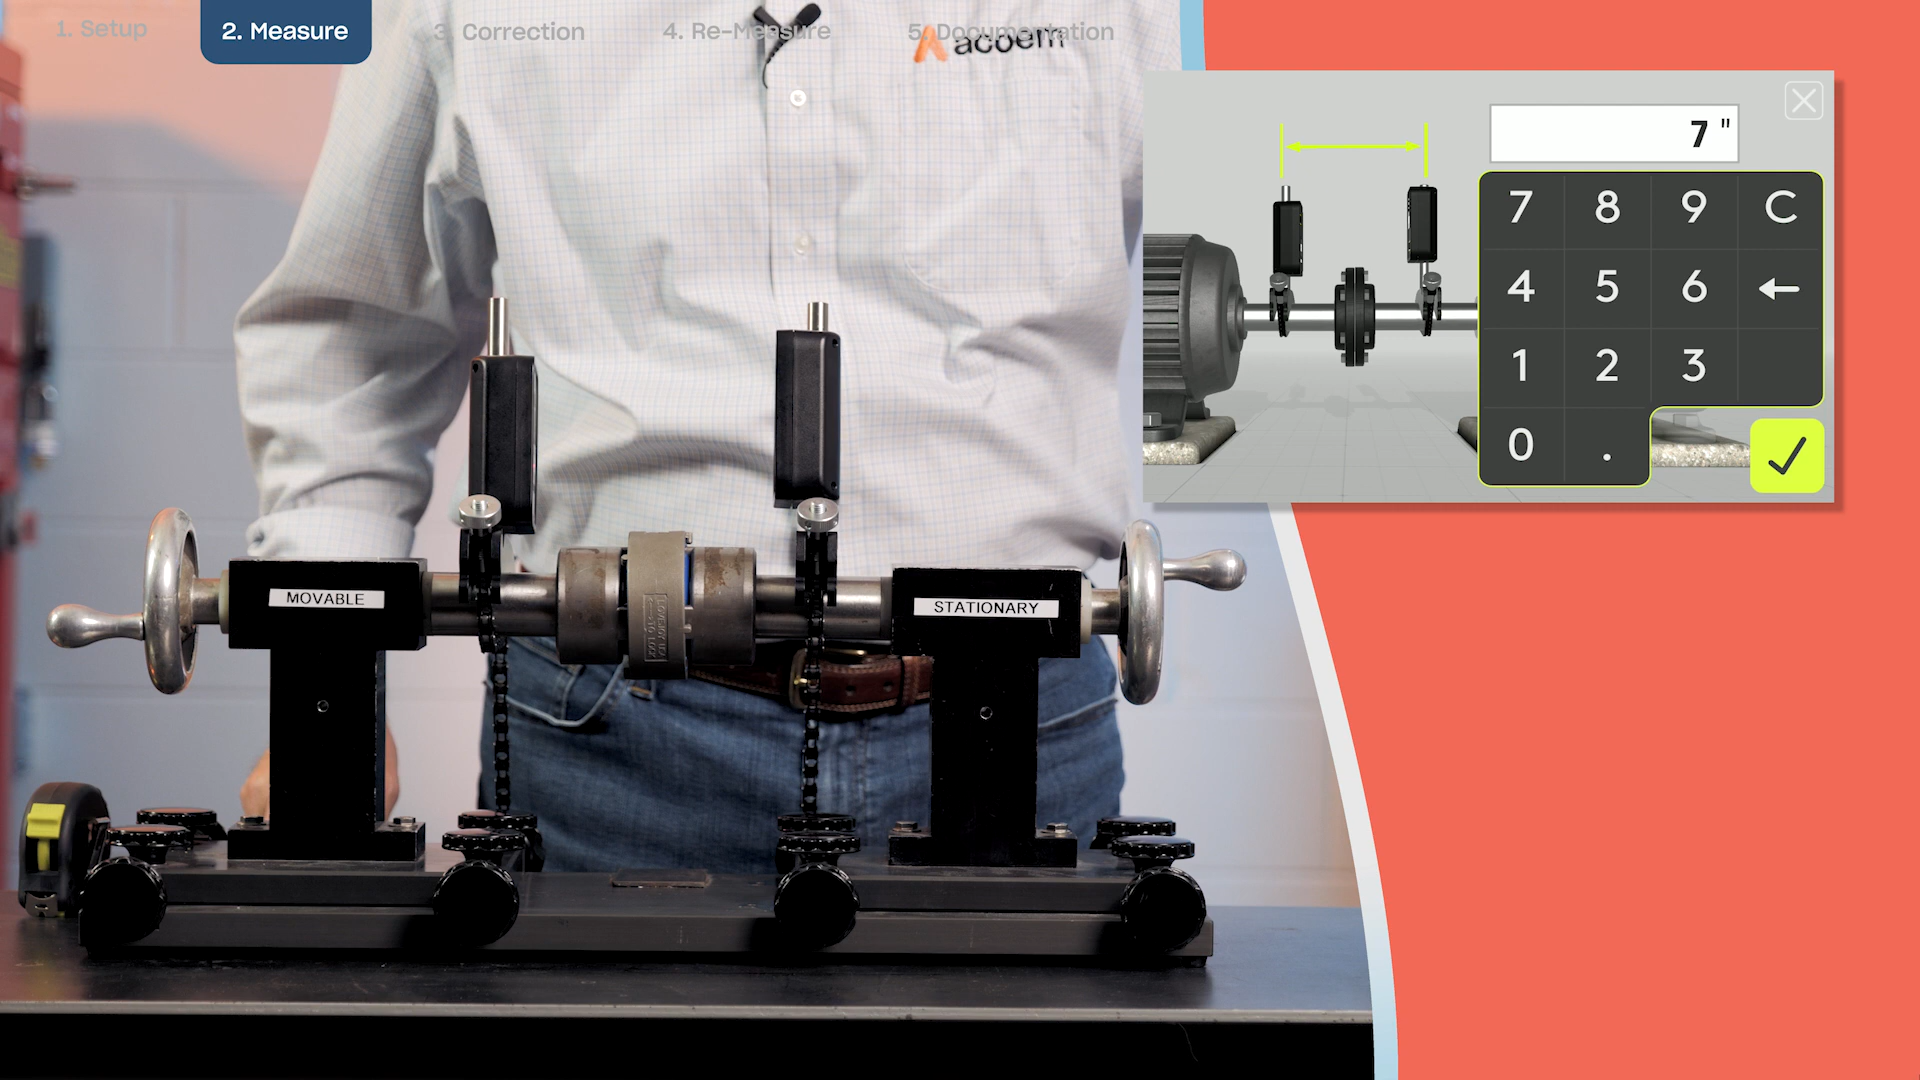 1. Setup
2. Measure
3. Correction
4. Re-Measure
5. Documentation
acoem
7 "
7 8 9 C
4 5 6
1 2 3
0 .
MOVABLE
STATIONARY